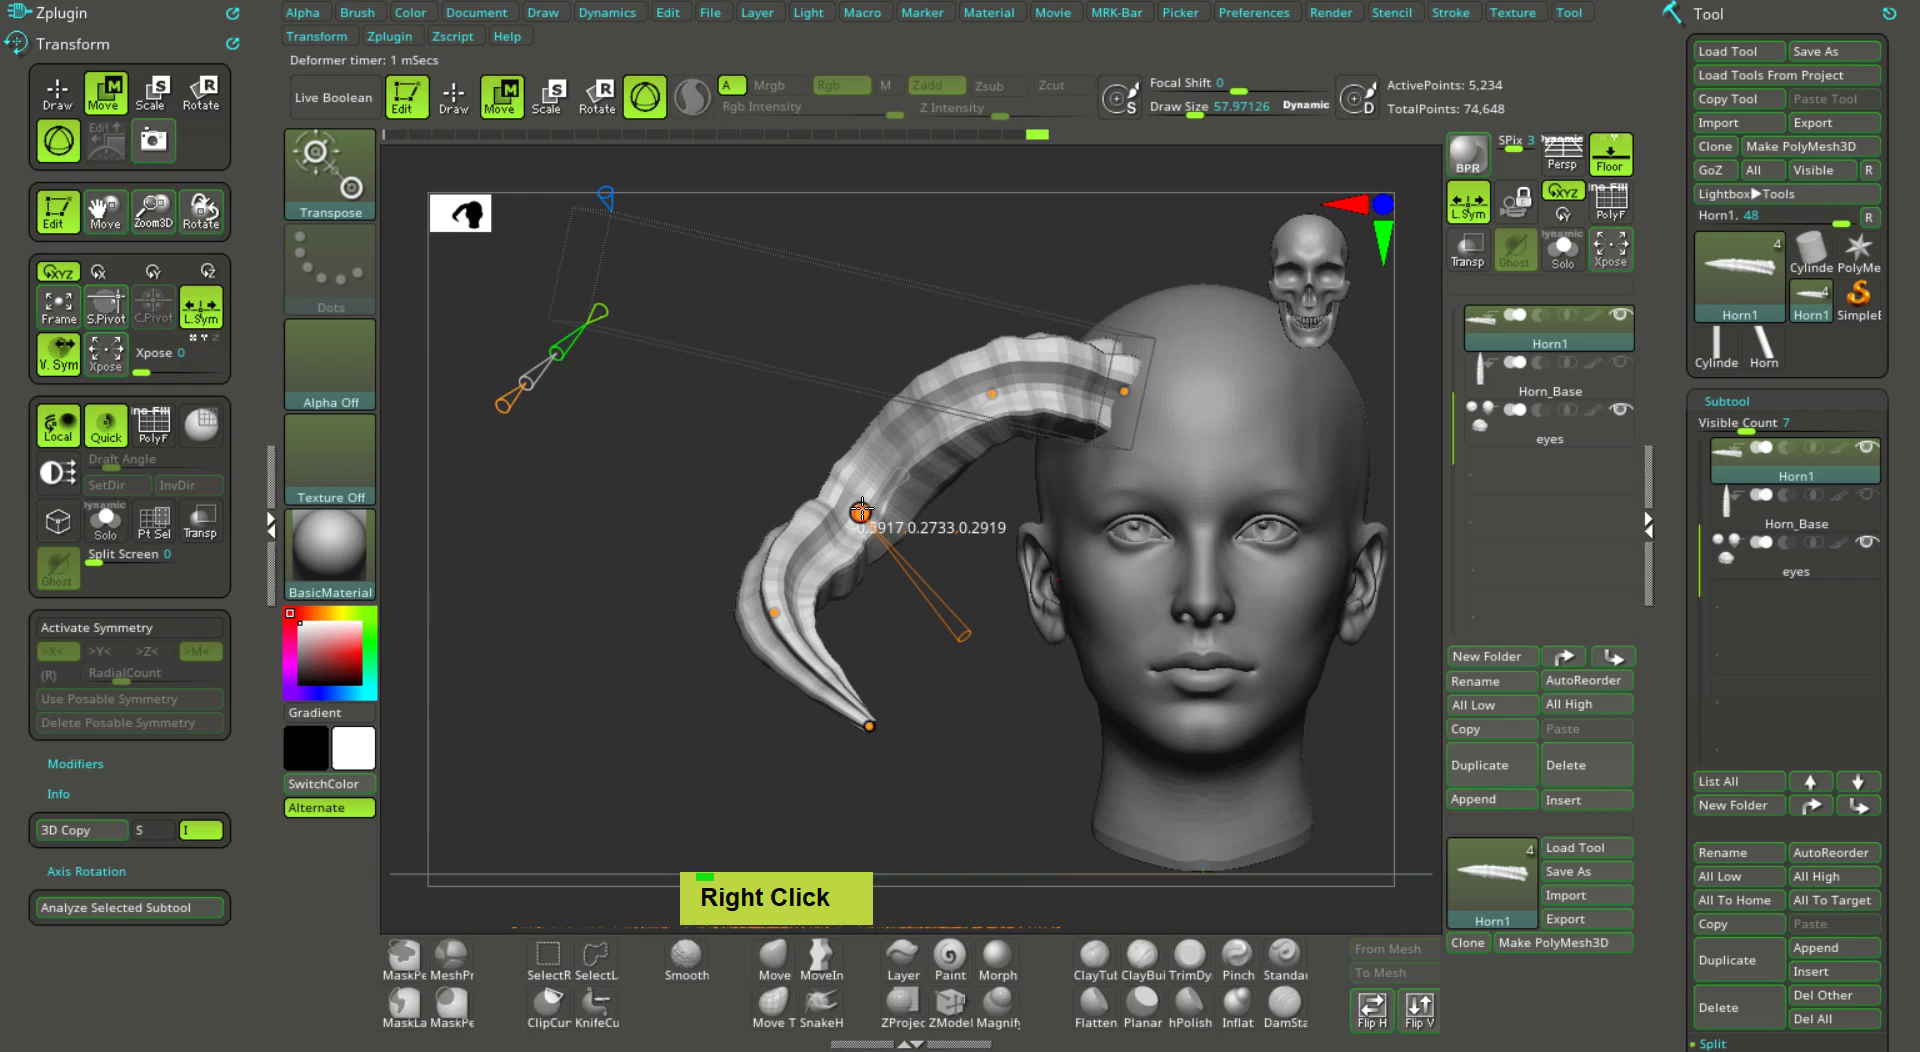 Zplugin
Transform
Alpha Brush Color Document Draw Dynamics Edit File Layer Light Macro Marker Material Movie MRK-Bar Picker Preferences Render Stencil Stroke Texture Tool
Transform Zplugin Zscript Help
Deformer timer: 1 mSecs
Draw Move Scale Rotate
Edit
Edit Move Zoom3D Rotate
XYZ X Y Z
Frame S.Pivot C.Pivot L.Sym
V. Sym Xpose Xpose 0
Local Quick PolyF
Draft Angle
SetDir InvDir
Dynamic
Solo Pt Sel Transp
Ghost Split Screen 0
Activate Symmetry
>X< >Y< >Z< >M<
(R) RadialCount
Use Posable Symmetry
Delete Posable Symmetry
Modifiers
Info
3D Copy S I
Axis Rotation
Analyze Selected Subtool
Live Boolean Edit Draw Move Scale Rotate
A Mrgb Rgb M Zadd Zsub Zcut
Rgb Intensity Z Intensity
S Focal Shift 0
Draw Size 57.97126 Dynamic
D ActivePoints: 5,234
TotalPoints: 74,648
Transpose
Dots
Alpha Off
Texture Off
BasicMaterial
Gradient
SwitchColor
Alternate
Right Click
BPR SPix 3 Dynamic
Persp Floor
L.Sym XYZ Y PolyF
Transp Ghost Dynamic
Solo Xpose
Horn1
Horn_Base
eyes
New Folder
Rename AutoReorder
All Low All High
Copy Paste
Duplicate Delete
Append Insert
4
Horn1
Load Tool
Save As
Import
Export
Clone Make PolyMesh3D
MaskPe MeshPr SelectR SelectL Smooth Move MoveIn Layer Paint Morph ClayTul ClayBui TrimDy Pinch Standa
MaskLa MaskPe ClipCur KnifeCu Move T SnakeH ZProjec ZModel Magnify Flatten Planar hPolish Inflat DamSta
From Mesh
To Mesh
Flip H Flip V
Tool
Load Tool Save As
Load Tools From Project
Copy Tool Paste Tool
Import Export
Clone Make PolyMesh3D
GoZ All Visible R
Lightbox▶Tools
Horn1. 48 R
4
Horn1
Cylinde PolyMe
4
Horn1 SimpleB
Cylinde Horn
Subtool
Visible Count 7
Horn1
Horn_Base
eyes
List All
New Folder
Rename AutoReorder
All Low All High
All To Home All To Target
Copy Paste
Duplicate Append
Insert
Delete Del Other
Del All
Split